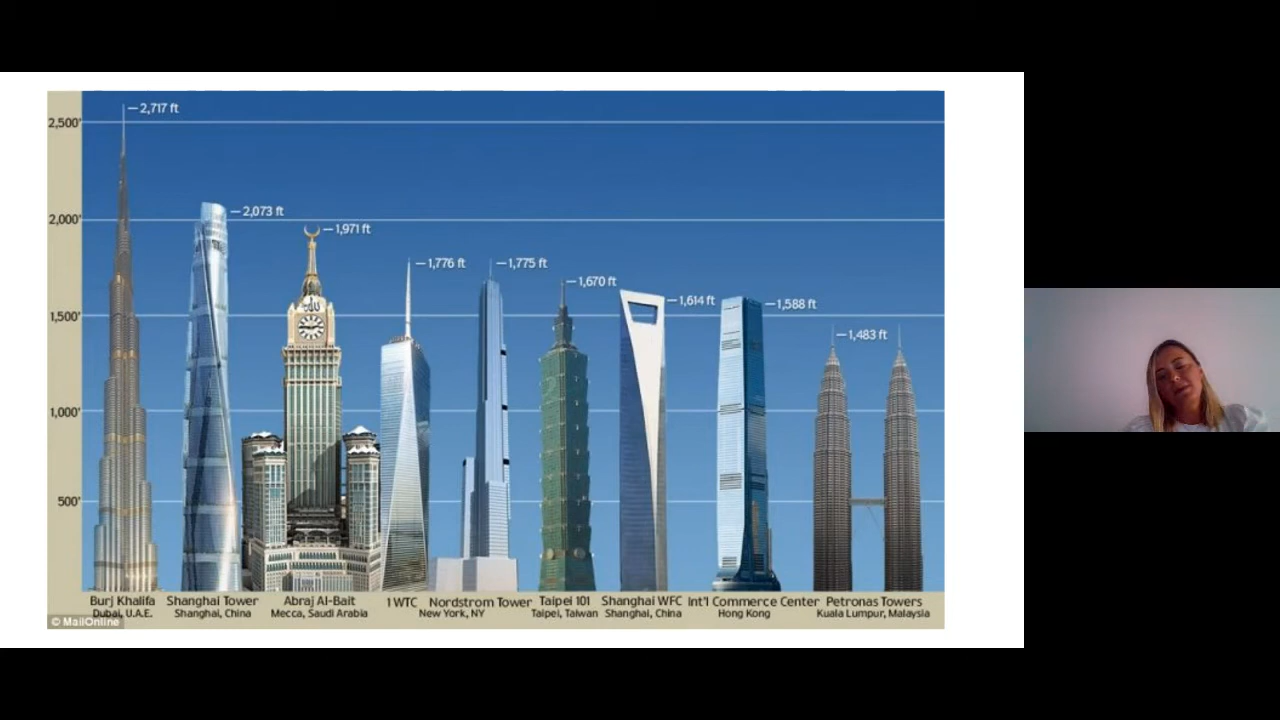 2,717 ft
2,500'
2,073 ft
2,000'
1,971 ft
1,776 ft
1,775 ft
1,670 ft
1,614 ft
1,588 ft
1,500'
1,483 ft
1,000'
500'
Burj Khalifa
Dubai, U.A.E.
Shanghai Tower
Shanghai, China
Abraj Al-Bait
Mecca, Saudi Arabia
1 WTC Nordstrom Tower
New York, NY
Taipei 101
Taipei, Taiwan
Shanghai WFC
Shanghai, China
Int'l Commerce Center
Hong Kong
Petronas Towers
Kuala Lumpur, Malaysia
© MailOnline